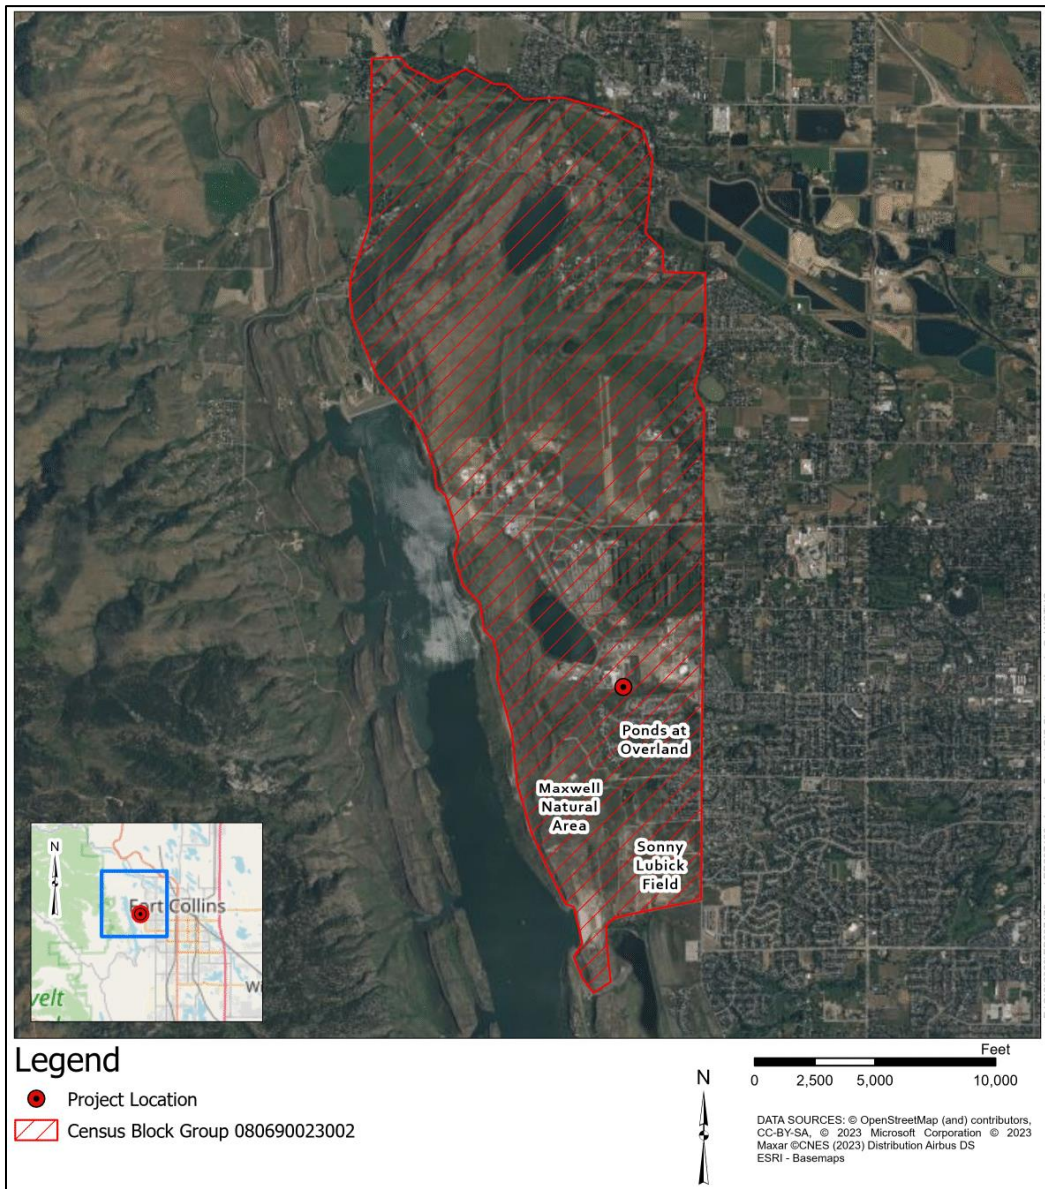 Ponds at
Overland
Maxwell
Natural
Area
Sonny
Lubick
Field
N
Fort Collins
velt
Legend
Project Location
Census Block Group 080690023002
N
Feet
0 2,500 5,000 10,000
DATA SOURCES: © OpenStreetMap (and) contributors,
CC-BY-SA, © 2023 Microsoft Corporation © 2023
Maxar ©CNES (2023) Distribution Airbus DS
ESRI - Basemaps